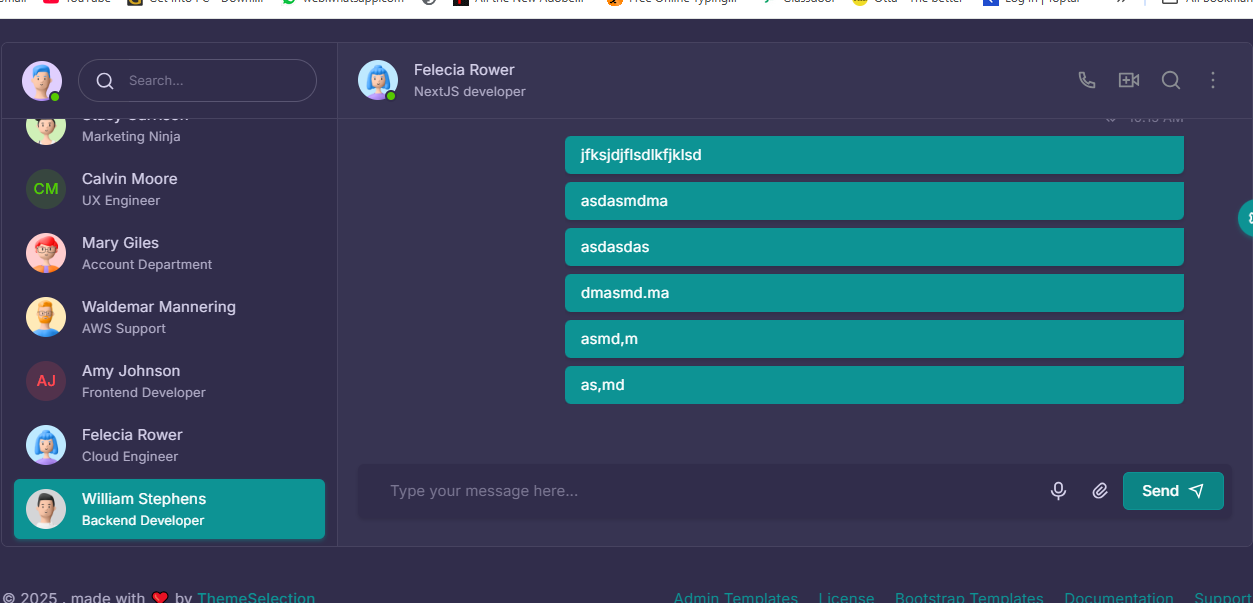 Search...
Marketing Ninja
CM
Calvin Moore
UX Engineer
Mary Giles
Account Department
Waldemar Mannering
AWS Support
AJ
Amy Johnson
Frontend Developer
Felecia Rower
Cloud Engineer
William Stephens
Backend Developer
Felecia Rower
NextJS developer
jfksjdjflsdlkfjklsd
asdasmdma
asdasdas
dmasmd.ma
asmd,m
as,md
Type your message here...
Send
© 2025 , made with ❤️ by ThemeSelection
Admin Templates License Bootstrap Templates Documentation Support